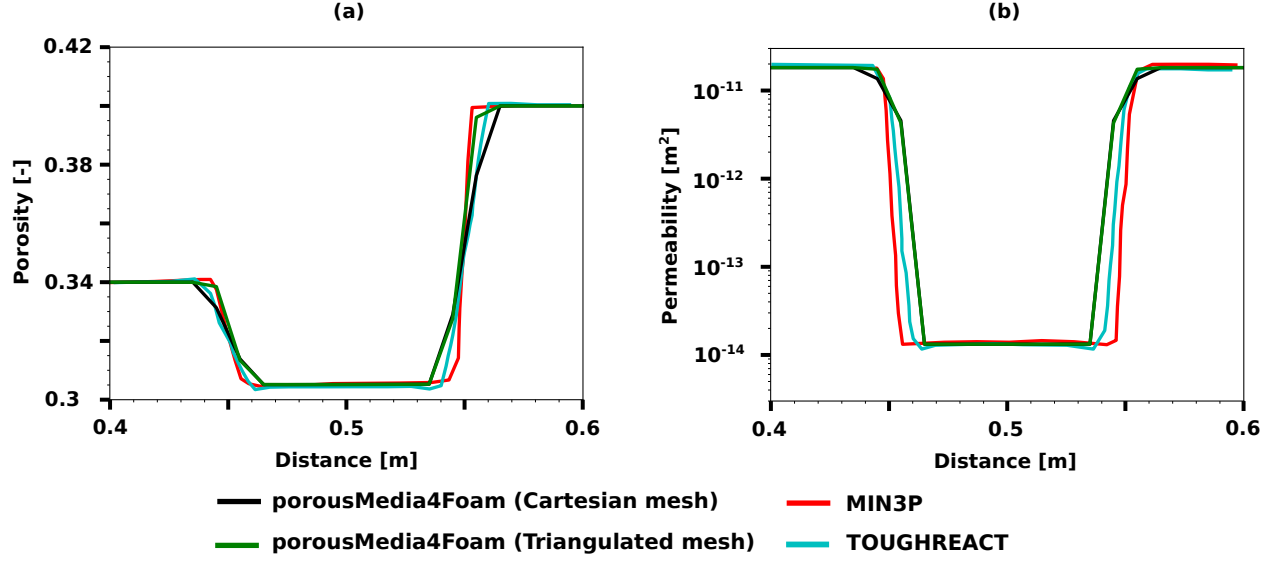 (a)
(b)
0.42
0.38
0.34
0.3
Porosity [-]
0.4
0.5
0.6
Distance [m]
10⁻¹¹
10⁻¹²
10⁻¹³
10⁻¹⁴
Permeability [m²]
0.4
0.5
0.6
Distance [m]
porousMedia4Foam (Cartesian mesh)
MIN3P
porousMedia4Foam (Triangulated mesh)
TOUGHREACT